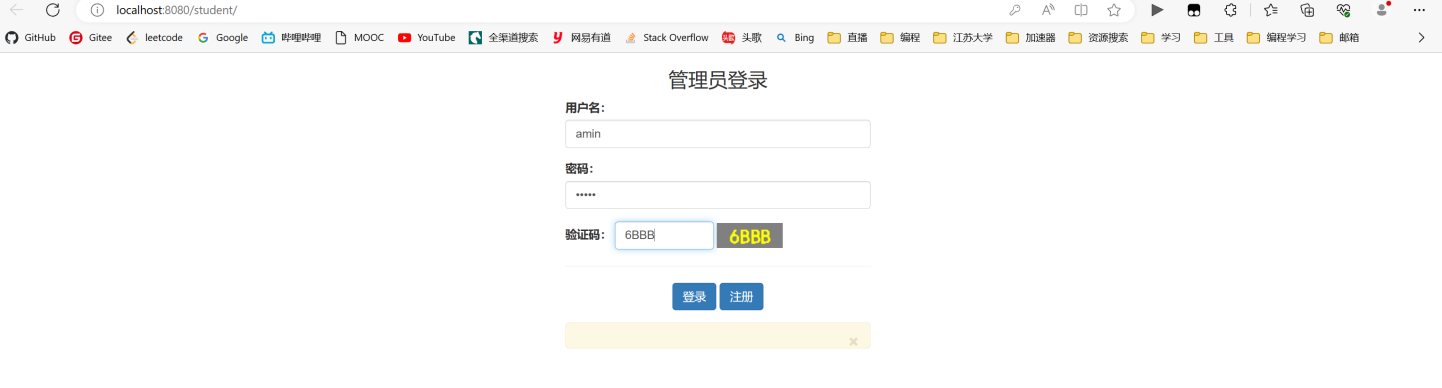 localhost:8080/student/
GitHub Gitee leetcode Google 哔哩哔哩 MOOC YouTube 全渠道搜索 网易有道 Stack Overflow 头歌 Bing 直播 编程 江苏大学 加速器 资源搜索 学习 工具 编程学习 邮箱
管理员登录
用户名：
amin
密码：
•••••
验证码： 6BBB 6BBB
登录 注册
×